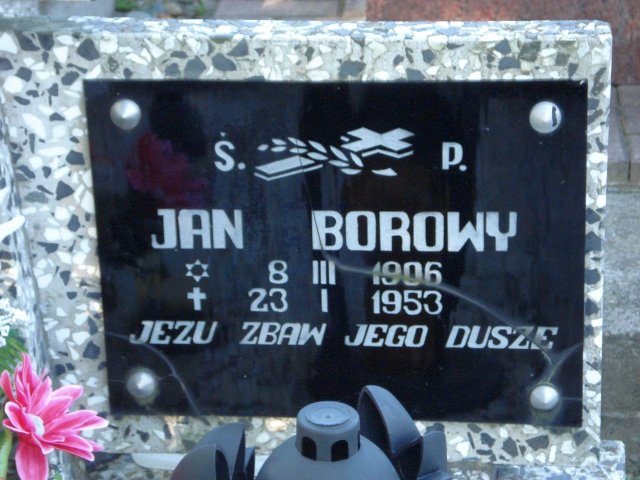 Ś. P.
JAN BOROWY
✡ 8 III 1906
✝ 23 I 1953
JEZU ZBAW JEGO DUSZE